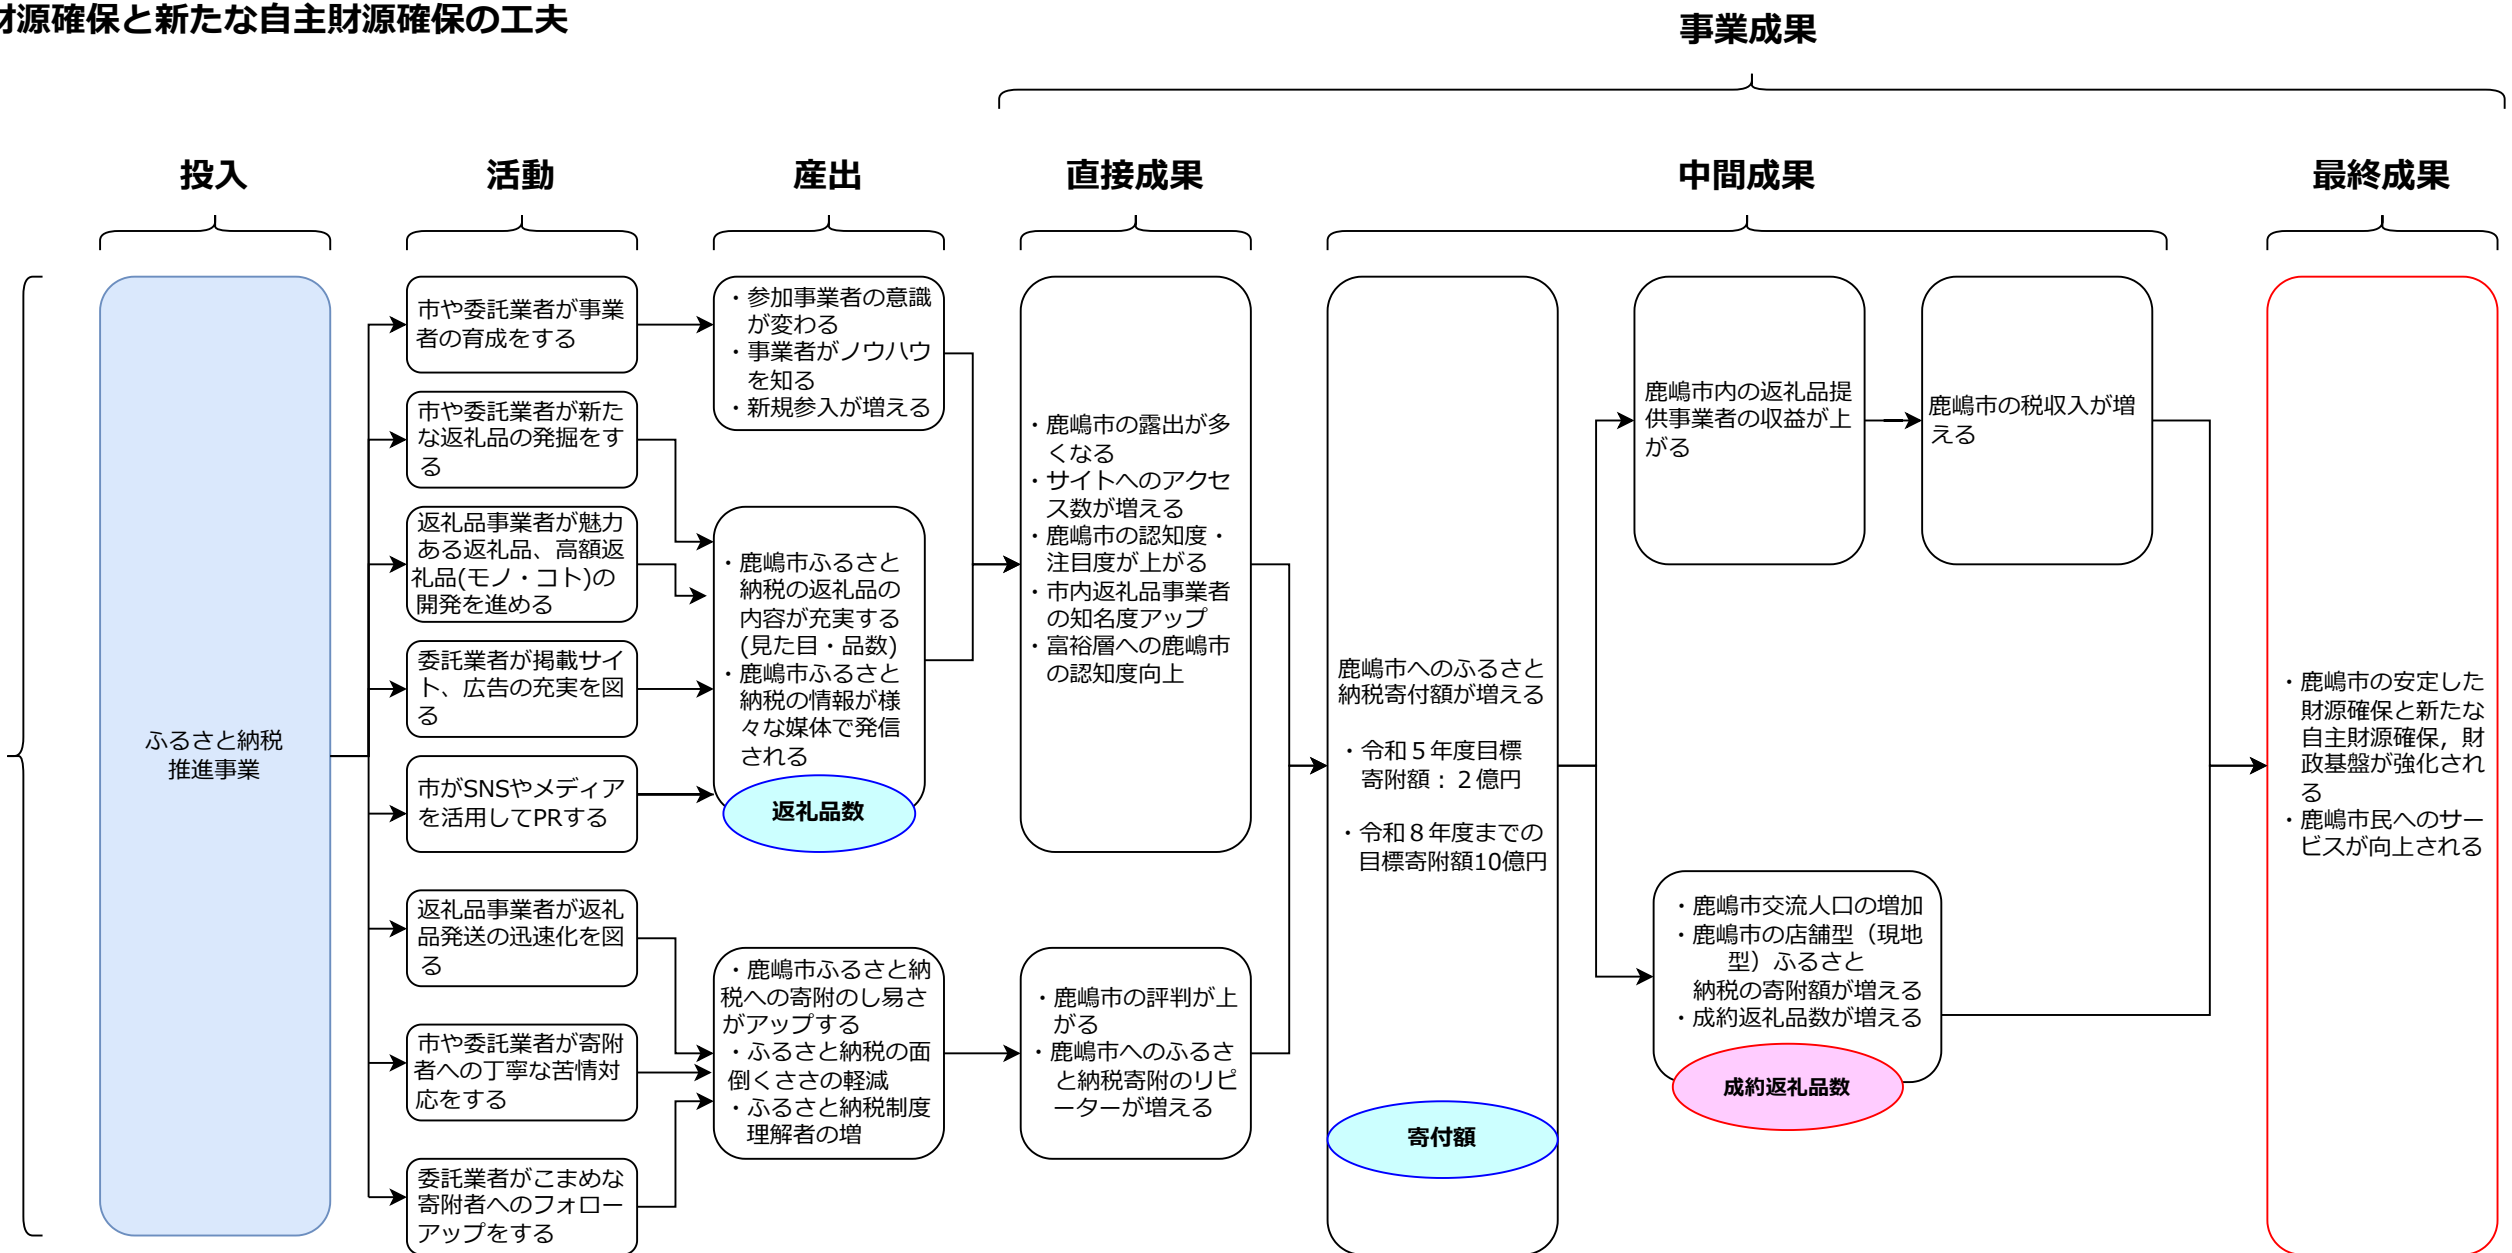 財源確保と新たな自主財源確保の工夫
事業成果
投入
活動
産出
直接成果
中間成果
最終成果
ふるさと納税
推進事業
市や委託業者が事業
者の育成をする
市や委託業者が新た
な返礼品の発掘をす
る
返礼品事業者が魅力
ある返礼品、高額返
礼品(モノ・コト)の
開発を進める
委託業者が掲載サイ
ト、広告の充実を図
る
市がSNSやメディア
を活用してPRする
返礼品事業者が返礼
品発送の迅速化を図
る
市や委託業者が寄附
者への丁寧な苦情対
応をする
委託業者がこまめな
寄附者へのフォロー
アップをする
・参加事業者の意識
が変わる
・事業者がノウハウ
を知る
・新規参入が増える
・鹿嶋市ふるさと
納税の返礼品の
内容が充実する
(見た目・品数)
・鹿嶋市ふるさと
納税の情報が様
々な媒体で発信
される
返礼品数
・鹿嶋市ふるさと納
税への寄附のし易さ
がアップする
・ふるさと納税の面
倒くささの軽減
・ふるさと納税制度
理解者の増
・鹿嶋市の露出が多
くなる
・サイトへのアクセ
ス数が増える
・鹿嶋市の認知度・
注目度が上がる
・市内返礼品事業者
の知名度アップ
・富裕層への鹿嶋市
の認知度向上
・鹿嶋市の評判が上
がる
・鹿嶋市へのふるさ
と納税寄附のリピ
ーターが増える
鹿嶋市へのふるさと
納税寄付額が増える
・令和５年度目標
寄附額：２億円
・令和８年度までの
目標寄附額10億円
寄付額
鹿嶋市内の返礼品提
供事業者の収益が上
がる
鹿嶋市の税収入が増
える
・鹿嶋市交流人口の増加
・鹿嶋市の店舗型（現地
型）ふるさと
納税の寄附額が増える
・成約返礼品数が増える
成約返礼品数
・鹿嶋市の安定した
財源確保と新たな
自主財源確保，財
政基盤が強化され
る
・鹿嶋市民へのサー
ビスが向上される